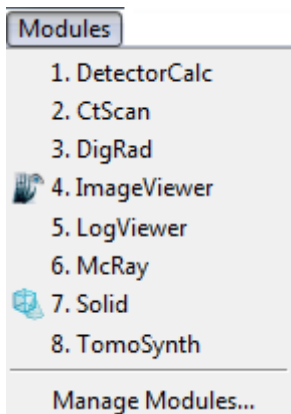 Modules
1. DetectorCalc
2. CtScan
3. DigRad
4. ImageViewer
5. LogViewer
6. McRay
7. Solid
8. TomoSynth
Manage Modules...